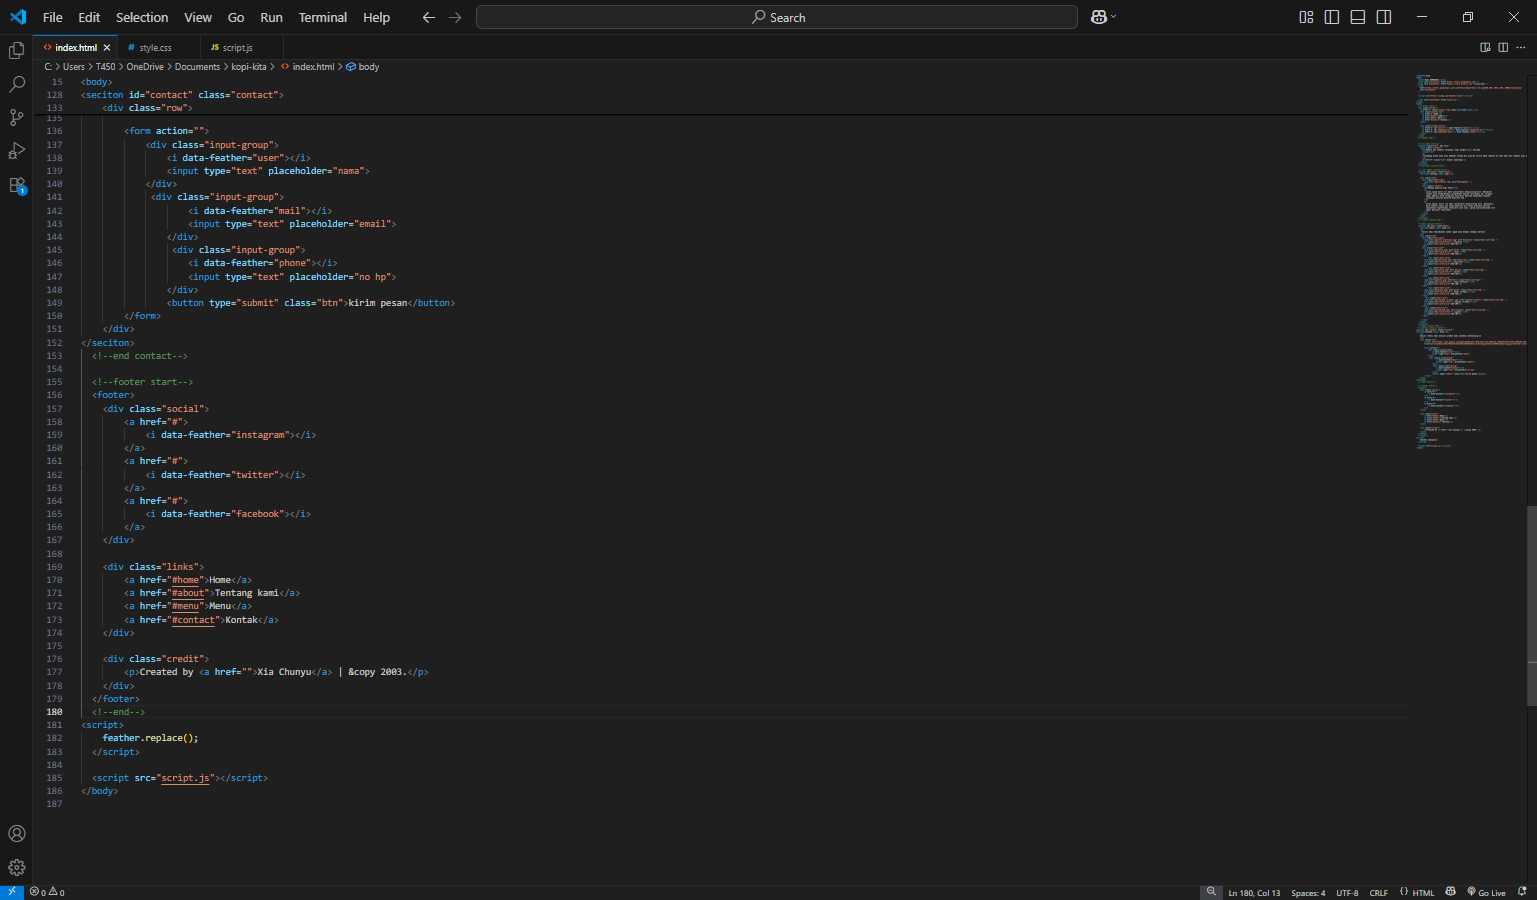 File Edit Selection View Go Run Terminal Help
Search
index.html
style.css
JS script.js
C: > Users > T450 > OneDrive > Documents > kopi-kita > index.html > body
15 <body>
128 <seciton id="contact" class="contact">
133 <div class="row">
135
136 <form action="">
137 <div class="input-group">
138 <i data-feather="user"></i>
139 <input type="text" placeholder="nama">
140 </div>
141 <div class="input-group">
142 <i data-feather="mail"></i>
143 <input type="text" placeholder="email">
144 </div>
145 <div class="input-group">
146 <i data-feather="phone"></i>
147 <input type="text" placeholder="no hp">
148 </div>
149 <button type="submit" class="btn">kirim pesan</button>
150 </form>
151 </div>
152 </seciton>
153 <!--end contact-->
154
155 <!--footer start-->
156 <footer>
157 <div class="social">
158 <a href="#">
159 <i data-feather="instagram"></i>
160 </a>
161 <a href="#">
162 <i data-feather="twitter"></i>
163 </a>
164 <a href="#">
165 <i data-feather="facebook"></i>
166 </a>
167 </div>
168
169 <div class="links">
170 <a href="#home">Home</a>
171 <a href="#about">Tentang kami</a>
172 <a href="#menu">Menu</a>
173 <a href="#contact">Kontak</a>
174 </div>
175
176 <div class="credit">
177 <p>Created by <a href="">Xia Chunyu</a> | &copy 2003.</p>
178 </div>
179 </footer>
180 <!--end-->
181 <script>
182 feather.replace();
183 </script>
184
185 <script src="script.js"></script>
186 </body>
187
1
0 0
Ln 180, Col 13 Spaces: 4 UTF-8 CRLF {} HTML Go Live